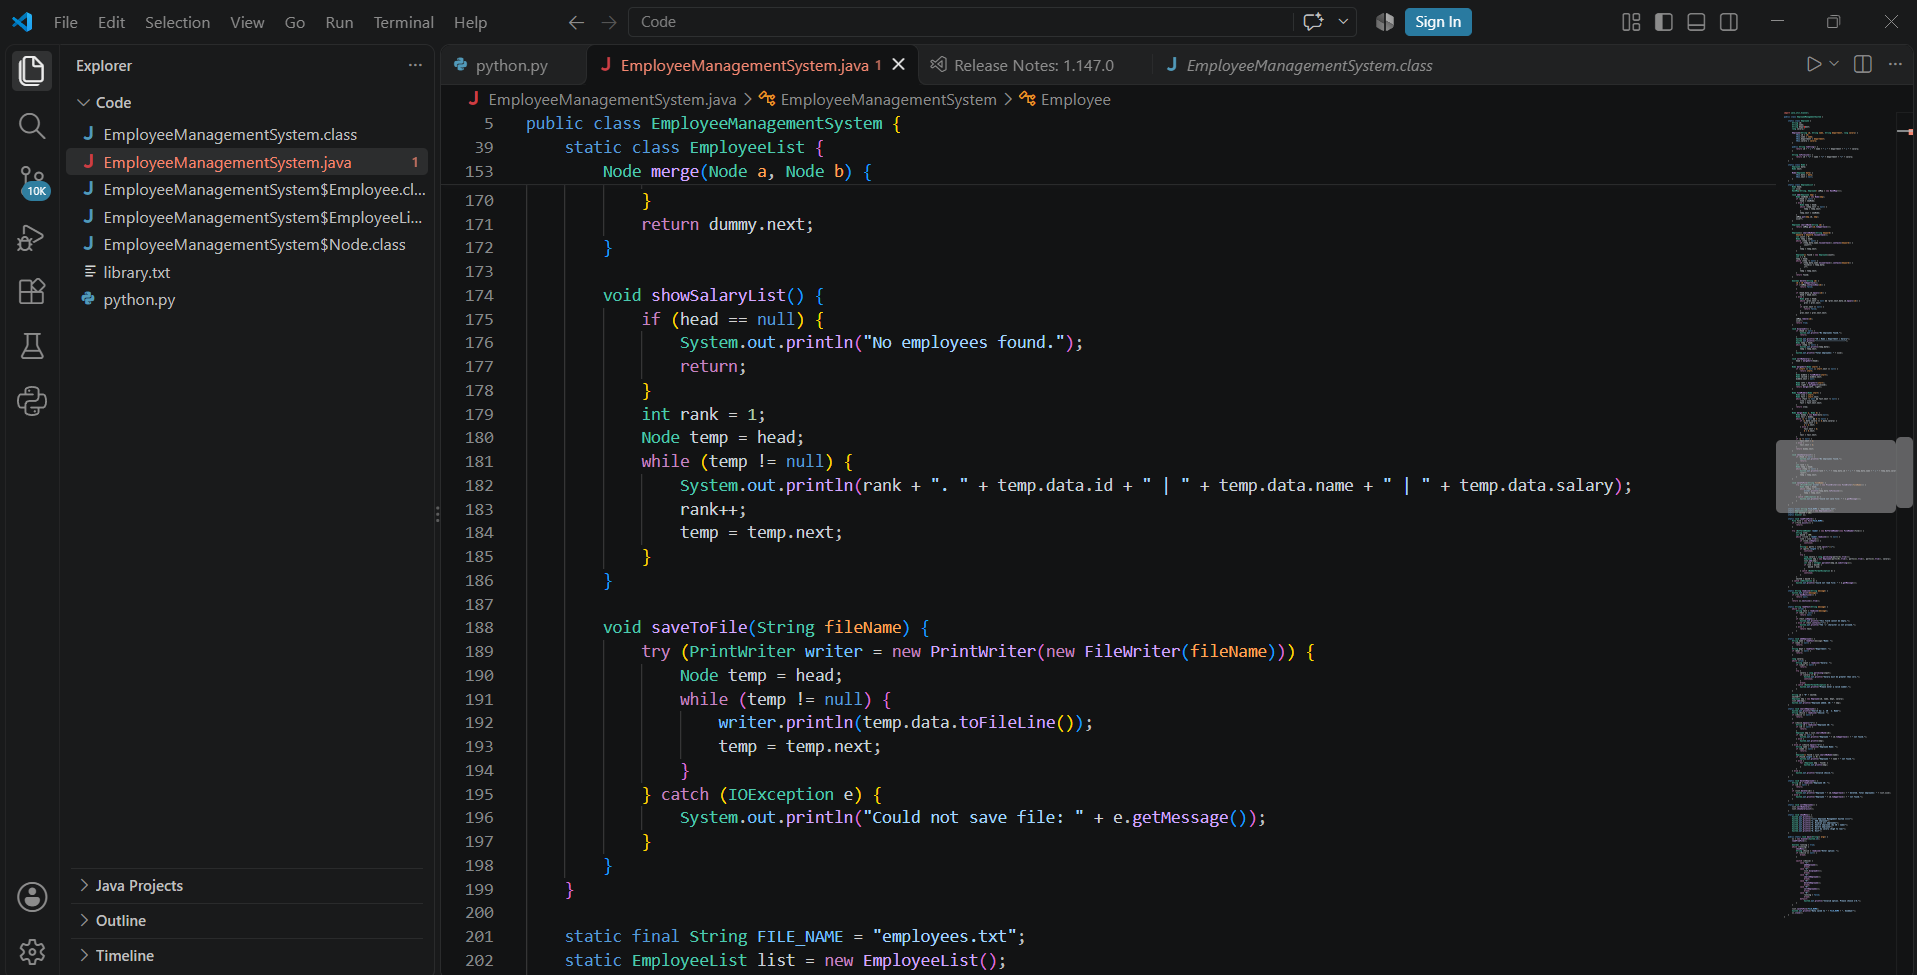 File Edit Selection View Go Run Terminal Help Code Sign In
Explorer
Code
EmployeeManagementSystem.class
EmployeeManagementSystem.java 1
10K
EmployeeManagementSystem$Employee.cl...
EmployeeManagementSystem$EmployeeLi...
EmployeeManagementSystem$Node.class
library.txt
python.py
Java Projects
Outline
Timeline
python.py EmployeeManagementSystem.java 1 Release Notes: 1.147.0 EmployeeManagementSystem.class
EmployeeManagementSystem.java > EmployeeManagementSystem > Employee
5 public class EmployeeManagementSystem {
39 static class EmployeeList {
153 Node merge(Node a, Node b) {
170 }
171 return dummy.next;
172 }
173
174 void showSalaryList() {
175 if (head == null) {
176 System.out.println("No employees found.");
177 return;
178 }
179 int rank = 1;
180 Node temp = head;
181 while (temp != null) {
182 System.out.println(rank + ". " + temp.data.id + " | " + temp.data.name + " | " + temp.data.salary);
183 rank++;
184 temp = temp.next;
185 }
186 }
187
188 void saveToFile(String fileName) {
189 try (PrintWriter writer = new PrintWriter(new FileWriter(fileName))) {
190 Node temp = head;
191 while (temp != null) {
192 writer.println(temp.data.toFileLine());
193 temp = temp.next;
194 }
195 } catch (IOException e) {
196 System.out.println("Could not save file: " + e.getMessage());
197 }
198 }
199 }
200
201 static final String FILE_NAME = "employees.txt";
202 static EmployeeList list = new EmployeeList();